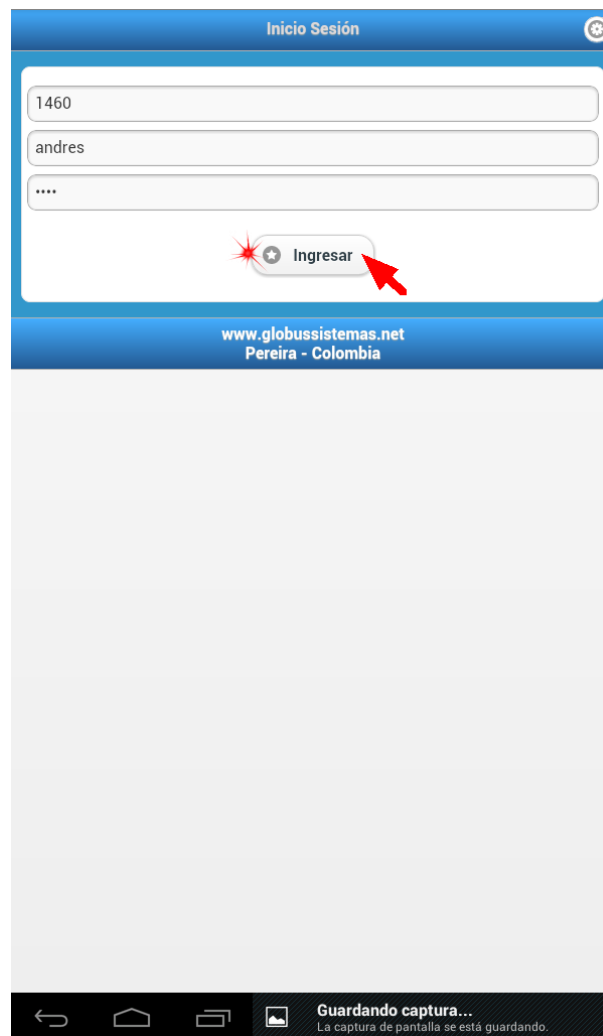 Inicio Sesión
1460
andres
••••
Ingresar
www.globussistemas.net
Pereira - Colombia
Guardando captura...
La captura de pantalla se está guardando.